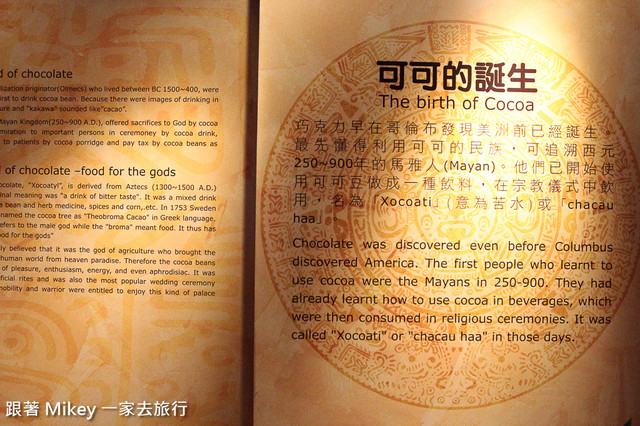 d of chocolate
ilization originator(Olmecs) who lived between BC 1500~400, were
irst to drink cocoa bean. Because there were images of drinking in
ure and "kakawa" sounded like"cacao".
Mayan Kingdom(250~900 A.D.), offered sacrifices to God by cocoa
miration to important persons in ceremoney by cocoa drink,
to patients by cocoa porridge and pay tax by cocoa beans as
l of chocolate –food for the gods
ocolate, "Xocoatyl", is derived from Aztecs (1300~1500 A.D.)
inal meaning was "a drink of bitter taste". It was a mixed drink
a bean and herb medicine, spices and corn,.etc. In 1753 Sweden
named the cocoa tree as "Theobroma Cacao" in Greek language.
efers to the male god while the "broma" meant food. It thus has
od for the gods"
ly believed that it was the god of agriculture who brought the
human world from heaven paradise. Therefore the cocoa beans
of pleasure, enthusiasm, energy, and even aphrodisiac. It was
ficial rites and was also the most popular wedding ceremony
nobility and warrior were entitled to enjoy this kind of palace
可可的誕生
The birth of Cocoa
巧克力早在哥倫布發現美洲前已經誕生。
最先懂得利用可可的民族，可追溯西元
250~900年的馬雅人(Mayan)。他們已開始使
用可可豆做成一種飲料，在宗教儀式中飲
用，名為「Xocoati」(意為苦水)或「chacau
haa」
Chocolate was discovered even before Columbus
discovered America. The first people who learnt to
use cocoa were the Mayans in 250-900. They had
already learnt how to use cocoa in beverages, which
were then consumed in religious ceremonies. It was
called "Xocoati" or "chacau haa" in those days.
跟著 Mikey 一家去旅行